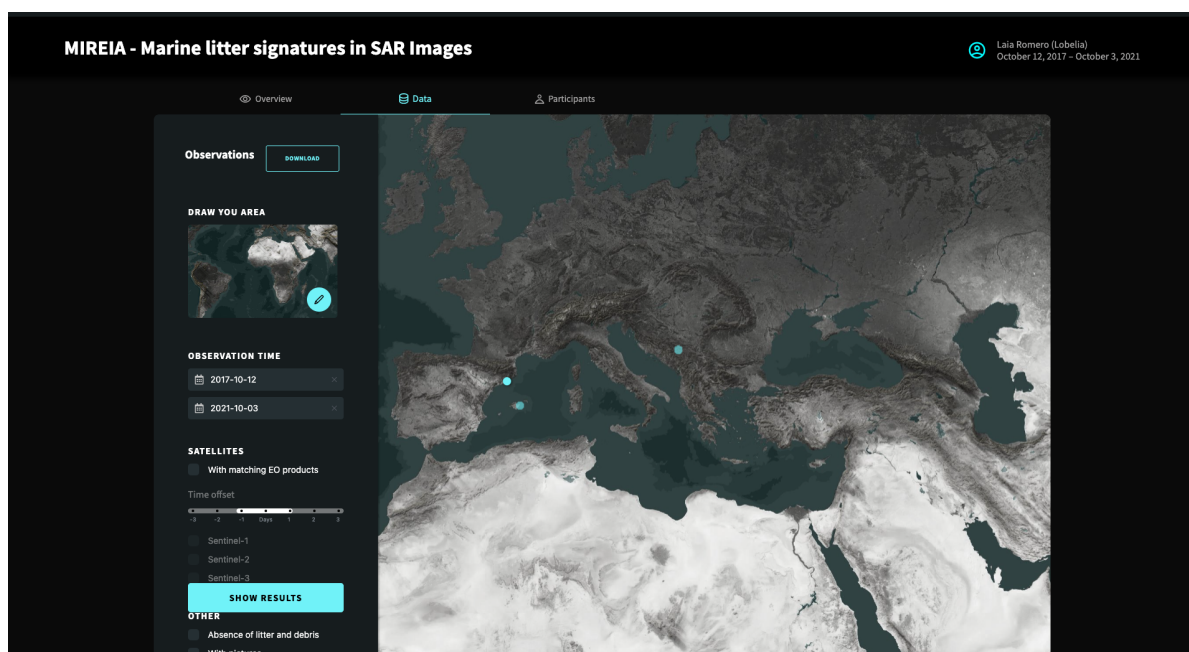 MIREIA - Marine litter signatures in SAR Images
Laia Romero (Lobelia)
October 12, 2017 – October 3, 2021
Overview
Data
Participants
Observations
DOWNLOAD
DRAW YOU AREA
OBSERVATION TIME
2017-10-12
2021-10-03
SATELLITES
With matching EO products
Time offset
-3 -2 -1 Days 1 2 3
Sentinel-1
Sentinel-2
Sentinel-3
SHOW RESULTS
OTHER
Absence of litter and debris
With pictures